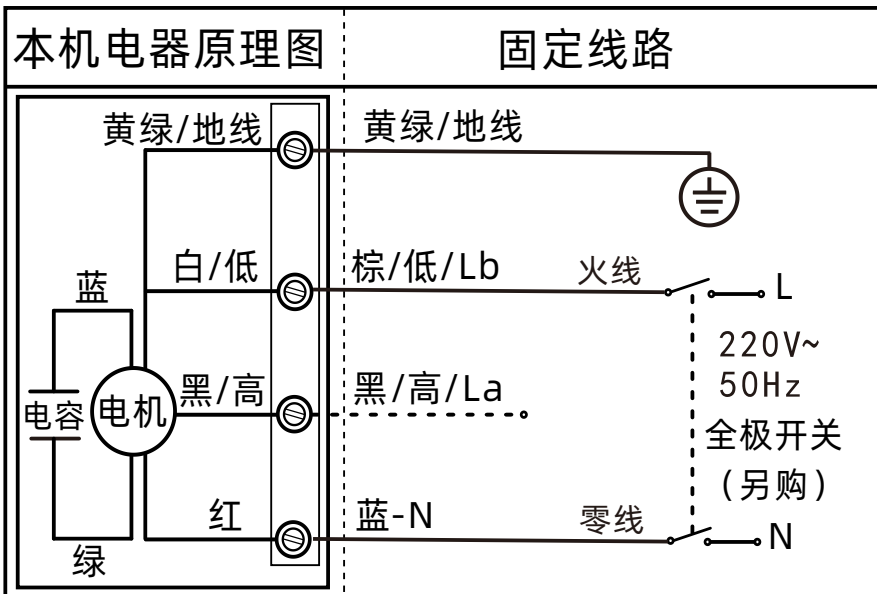 本机电器原理图
固定线路
黄绿/地线
黄绿/地线
白/低
棕/低/Lb
火线
L
蓝
220V~
50Hz
黑/高
黑/高/La
电容
电机
全极开关
(另购)
红
蓝-N
零线
N
绿